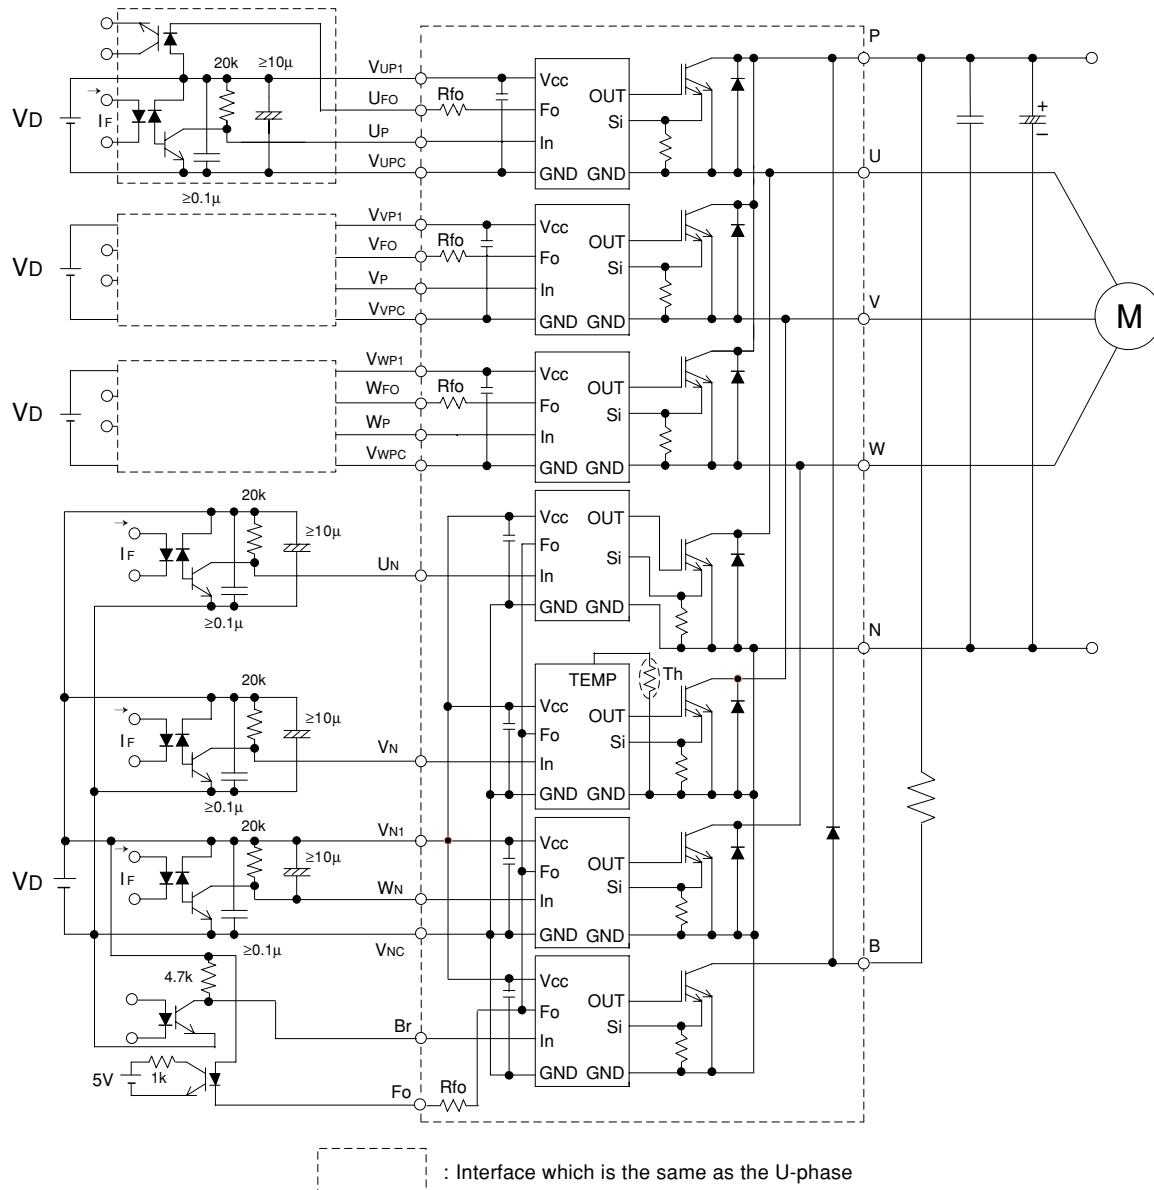 P
20k
≥10μ
VUP1
Vcc
UFO
Rfo
OUT
Fo
VD
IF
Si
UP
In
VUPC
U
GND GND
≥0.1μ
+
–
VVP1
Vcc
VFO
Rfo
OUT
VD
Fo
Si
VP
In
VVPC
V
GND GND
M
VWP1
Vcc
WFO
Rfo
OUT
VD
Fo
Si
WP
In
VWPC
W
GND GND
20k
≥10μ
Vcc OUT
Fo
IF
Si
UN
In
GND GND
≥0.1μ
N
TEMP
Th
20k
≥10μ
Vcc
OUT
IF
Fo
Si
VN
In
GND GND
≥0.1μ
20k
VN1
Vcc
≥10μ
OUT
VD
IF
Fo
Si
WN
In
VNC
GND GND
≥0.1μ
B
4.7k
Vcc
OUT
Fo
Si
Br
In
5V
1k
GND GND
Fo
Rfo
: Interface which is the same as the U-phase